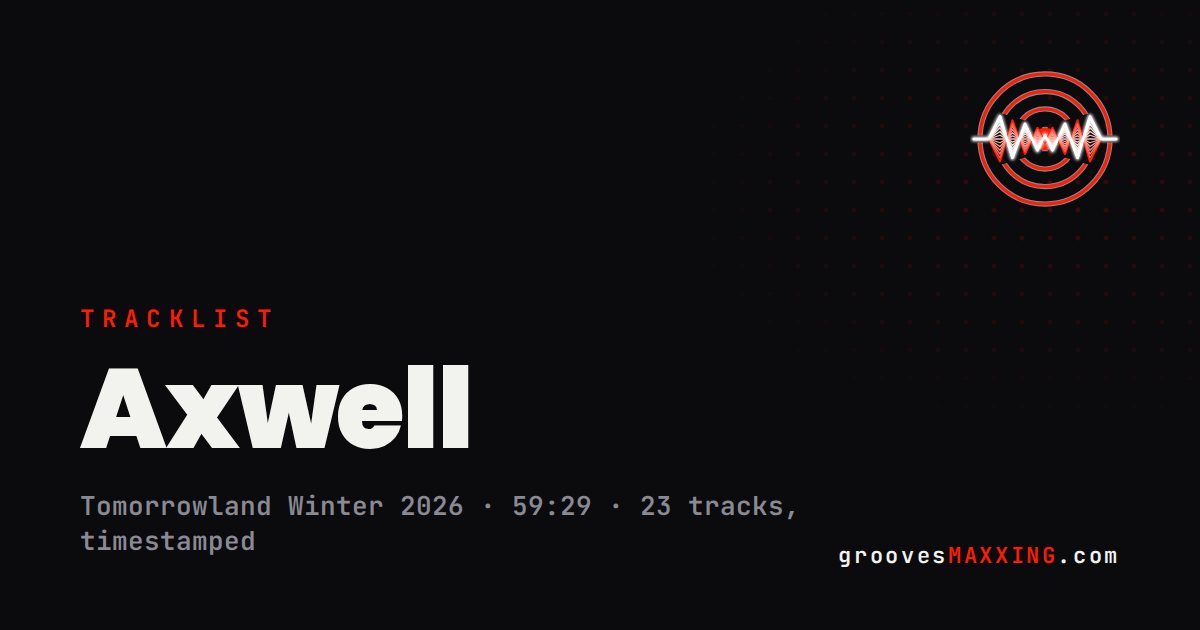 TRACKLIST
Axwell
Tomorrowland Winter 2026 · 59:29 · 23 tracks,
timestamped
groovesMAXXING.com